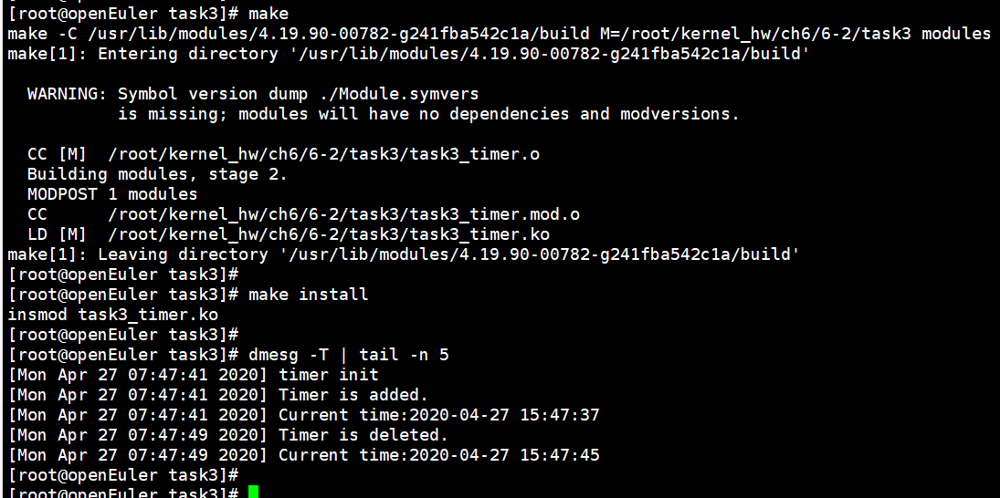 [root@openEuler task3]# make
make -C /usr/lib/modules/4.19.90-00782-g241fba542c1a/build M=/root/kernel_hw/ch6/6-2/task3 modules
make[1]: Entering directory '/usr/lib/modules/4.19.90-00782-g241fba542c1a/build'
WARNING: Symbol version dump ./Module.symvers
is missing; modules will have no dependencies and modversions.
CC [M]  /root/kernel_hw/ch6/6-2/task3/task3_timer.o
Building modules, stage 2.
MODPOST 1 modules
CC      /root/kernel_hw/ch6/6-2/task3/task3_timer.mod.o
LD [M]  /root/kernel_hw/ch6/6-2/task3/task3_timer.ko
make[1]: Leaving directory '/usr/lib/modules/4.19.90-00782-g241fba542c1a/build'
[root@openEuler task3]#
[root@openEuler task3]# make install
insmod task3_timer.ko
[root@openEuler task3]#
[root@openEuler task3]# dmesg -T | tail -n 5
[Mon Apr 27 07:47:41 2020] timer init
[Mon Apr 27 07:47:41 2020] Timer is added.
[Mon Apr 27 07:47:41 2020] Current time:2020-04-27 15:47:37
[Mon Apr 27 07:47:49 2020] Timer is deleted.
[Mon Apr 27 07:47:49 2020] Current time:2020-04-27 15:47:45
[root@openEuler task3]#
[root@openEuler task3]#